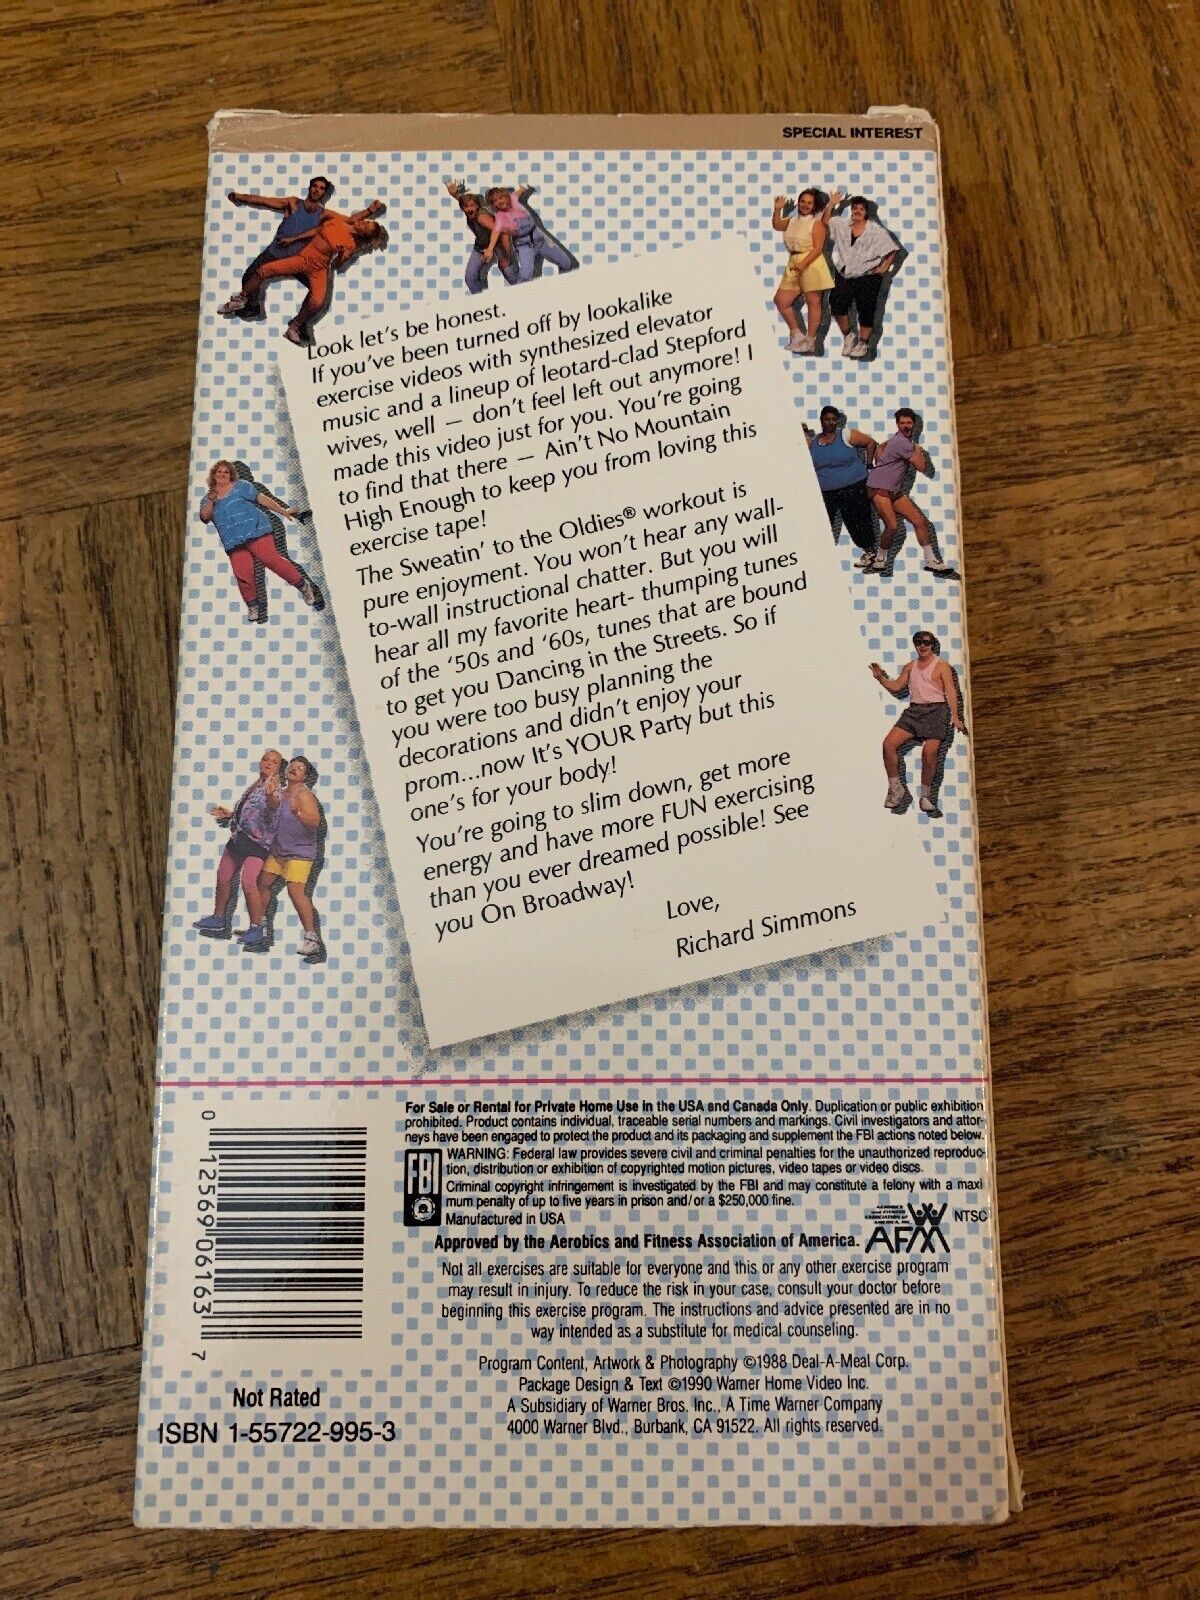 SPECIAL INTEREST
Look let's be honest.
If you've been turned off by lookalike
exercise videos with synthesized elevator
music and a lineup of leotard-clad Stepford
wives, well — don't feel left out anymore! I
made this video just for you. You're going
to find that there — Ain't No Mountain
High Enough to keep you from loving this
exercise tape!
The Sweatin' to the Oldies® workout is
pure enjoyment. You won't hear any wall-
to-wall instructional chatter. But you will
hear all my favorite heart- thumping tunes
of the '50s and '60s, tunes that are bound
to get you Dancing in the Streets. So if
you were too busy planning the
decorations and didn't enjoy your
prom...now It's YOUR Party but this
one's for your body!
You're going to slim down, get more
energy and have more FUN exercising
than you ever dreamed possible! See
you On Broadway!
Love,
Richard Simmons
For Sale or Rental for Private Home Use in the USA and Canada Only. Duplication or public exhibition
prohibited. Product contains individual, traceable serial numbers and markings. Civil investigators and attor-
neys have been engaged to protect the product and its packaging and supplement the FBI actions noted below.
FBI
WARNING: Federal law provides severe civil and criminal penalties for the unauthorized reproduc-
tion, distribution or exhibition of copyrighted motion pictures, video tapes or video discs.
Criminal copyright infringement is investigated by the FBI and may constitute a felony with a maxi
mum penalty of up to five years in prison and/or a $250,000 fine.
Manufactured in USA
NTSC
Approved by the Aerobics and Fitness Association of America.
AFAA
Not all exercises are suitable for everyone and this or any other exercise program
may result in injury. To reduce the risk in your case, consult your doctor before
beginning this exercise program. The instructions and advice presented are in no
way intended as a substitute for medical counseling.
Program Content, Artwork & Photography ©1988 Deal-A-Meal Corp.
Package Design & Text ©1990 Warner Home Video Inc.
A Subsidiary of Warner Bros. Inc., A Time Warner Company
4000 Warner Blvd., Burbank, CA 91522. All rights reserved.
0 12569 06163 7
Not Rated
ISBN 1-55722-995-3